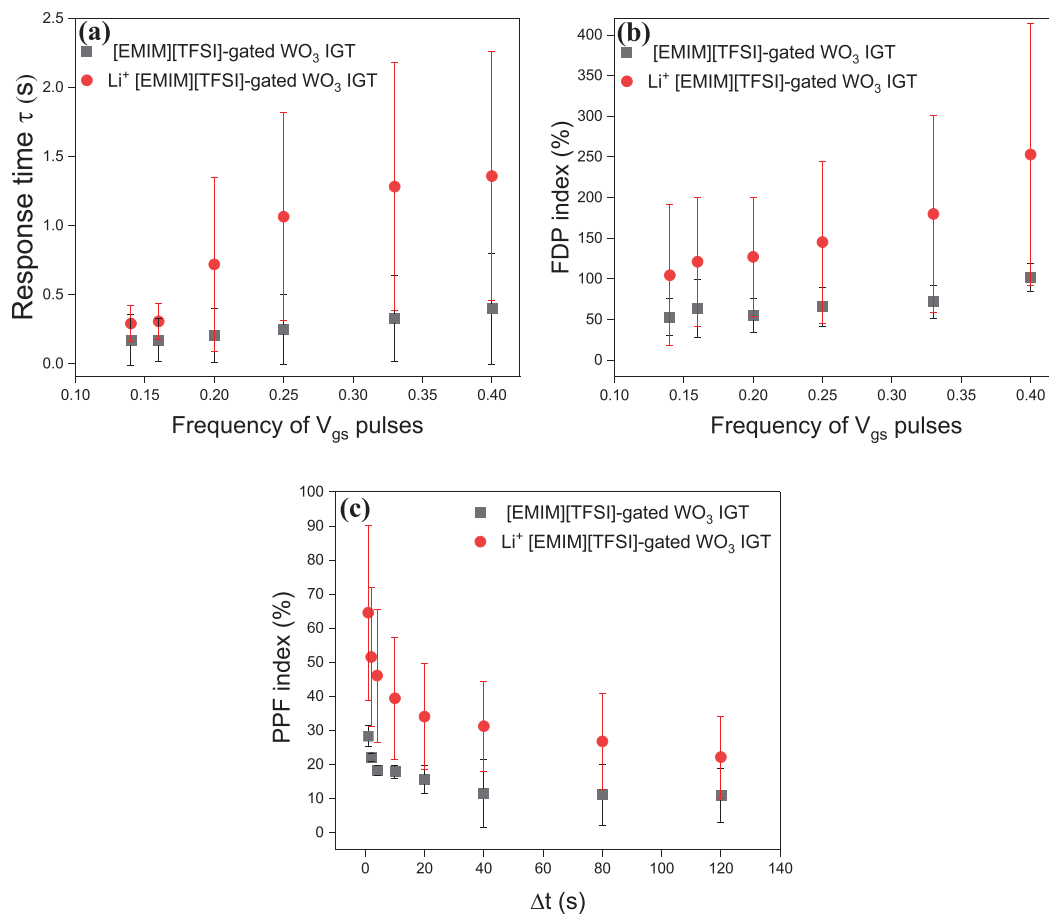 (a)
[EMIM][TFSI]-gated WO₃ IGT
Li⁺ [EMIM][TFSI]-gated WO₃ IGT
Response time τ (s)
2.5
2.0
1.5
1.0
0.5
0.0
0.10 0.15 0.20 0.25 0.30 0.35 0.40
Frequency of Vgs pulses
(b)
[EMIM][TFSI]-gated WO₃ IGT
Li⁺ [EMIM][TFSI]-gated WO₃ IGT
FDP index (%)
400
350
300
250
200
150
100
50
0
0.10 0.15 0.20 0.25 0.30 0.35 0.40
Frequency of Vgs pulses
(c)
[EMIM][TFSI]-gated WO₃ IGT
Li⁺ [EMIM][TFSI]-gated WO₃ IGT
PPF index (%)
100
90
80
70
60
50
40
30
20
10
0
0 20 40 60 80 100 120 140
Δt (s)